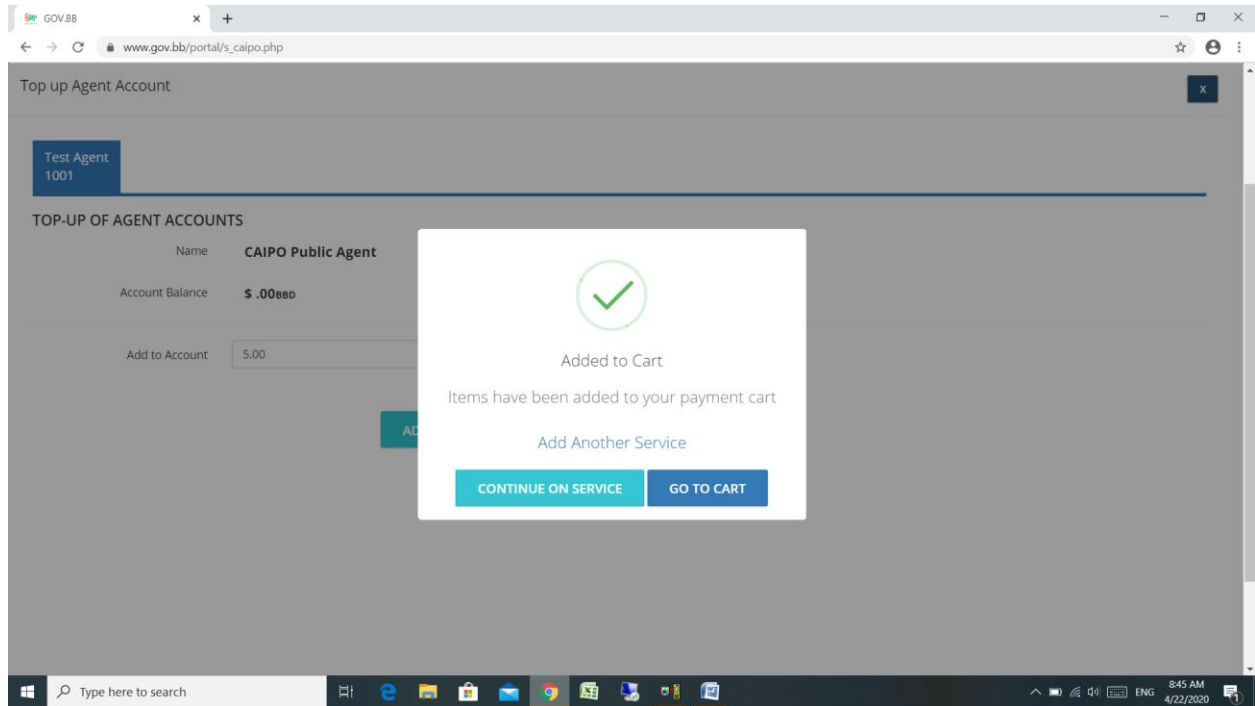 GOV.BB
www.gov.bb/portal/s_caipo.php
Top up Agent Account
x
Test Agent
1001
TOP-UP OF AGENT ACCOUNTS
Name CAIPO Public Agent
Account Balance $ .00BBD
Add to Account 5.00
AD
Added to Cart
Items have been added to your payment cart
Add Another Service
CONTINUE ON SERVICE GO TO CART
Type here to search
ENG
8:45 AM
4/22/2020
1